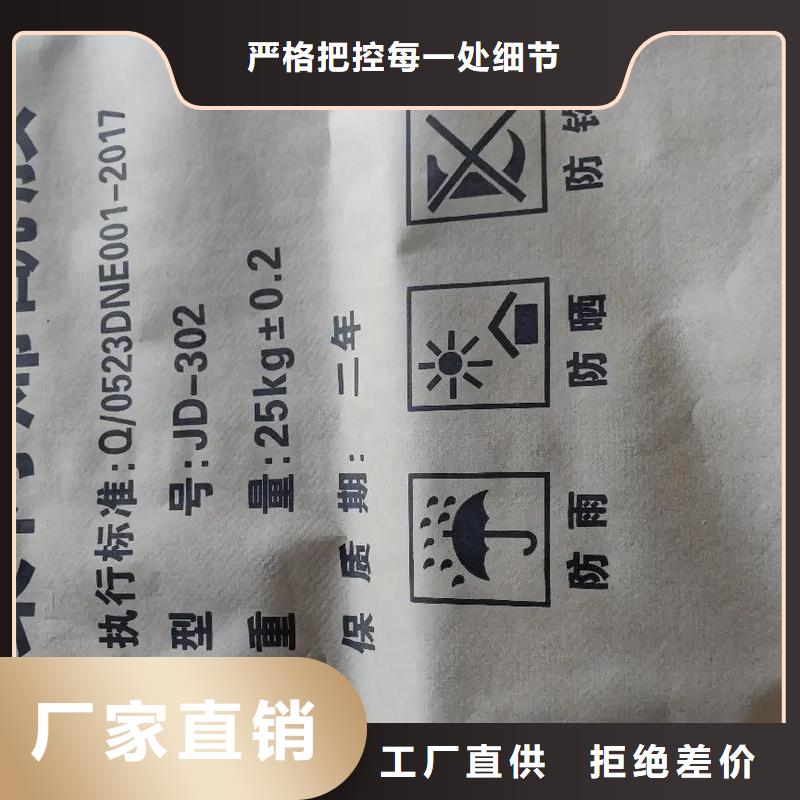 严格把控每一处细节
执行标准:Q/0523DNE001-2017
型 号:JD-302
重 量:25kg±0.2
保 质 期: 二年
防雨
防晒
防
厂家直销
工厂直供 拒绝差价